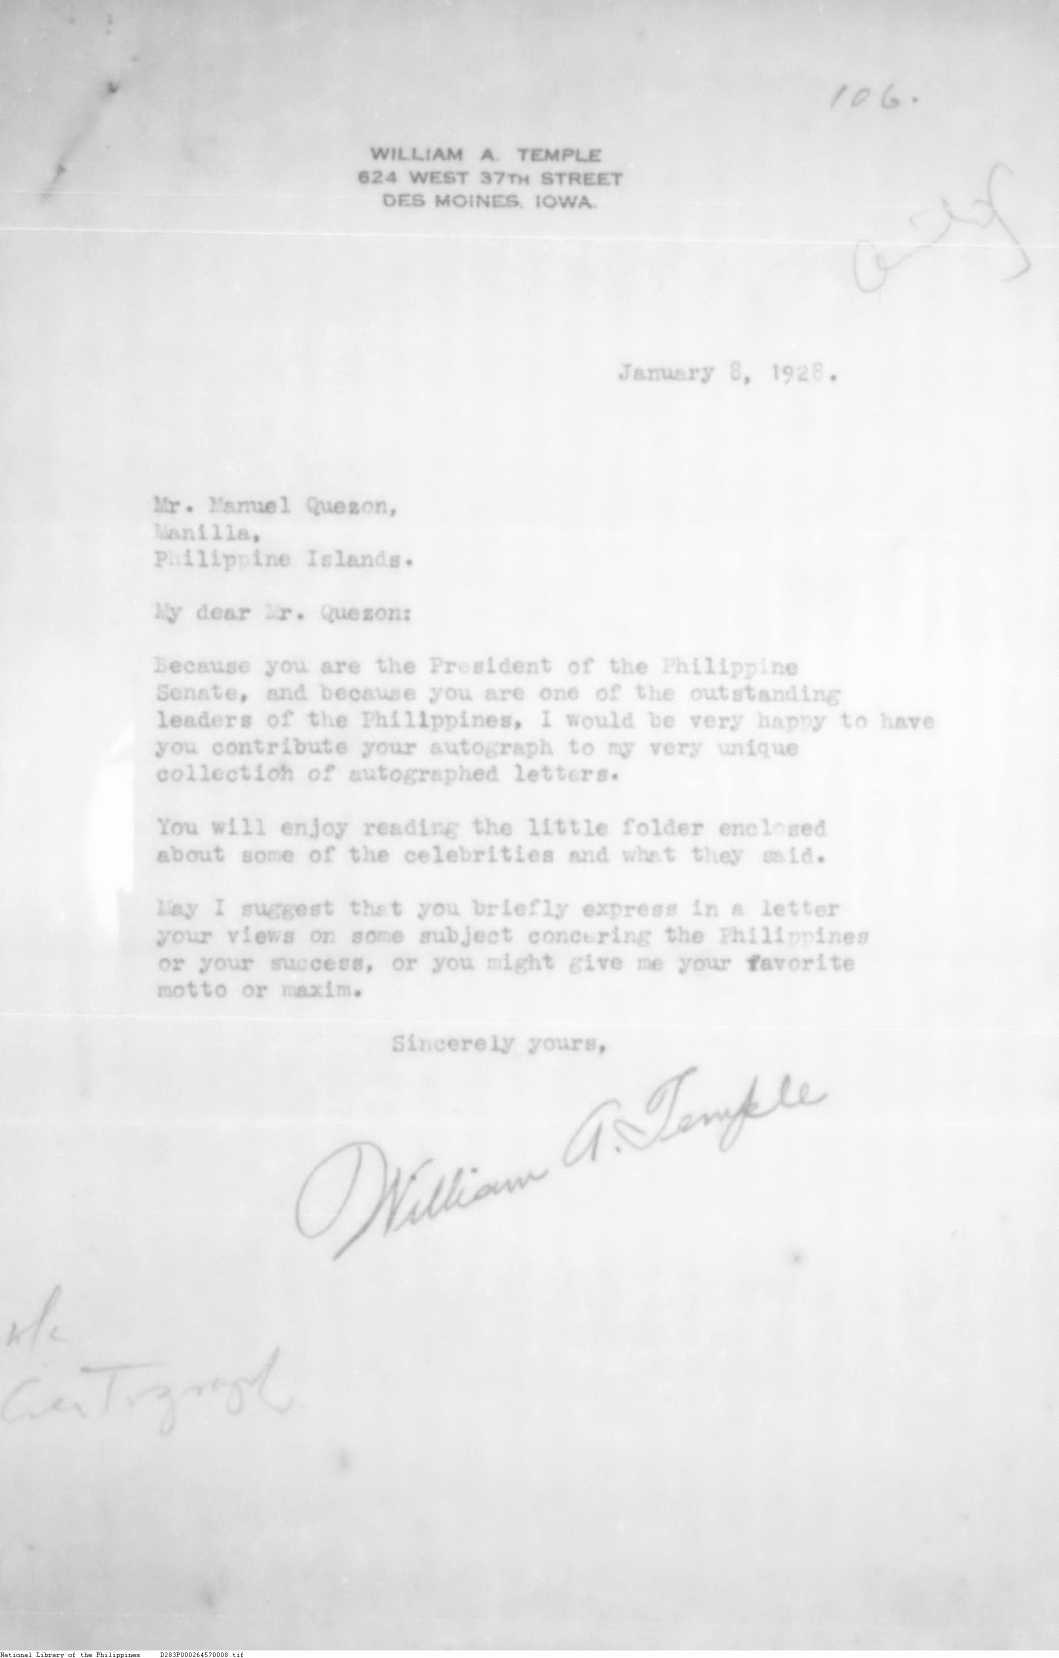 106.
WILLIAM A. TEMPLE
624 WEST 37TH STREET
DES MOINES, IOWA.
January 8, 1928.
Mr. Manuel Quezon,
Manilla,
Philippine Islands.
My dear Mr. Quezon:
Because you are the President of the Philippine
Senate, and because you are one of the outstanding
leaders of the Philippines, I would be very happy to have
you contribute your autograph to my very unique
collection of autographed letters.
You will enjoy reading the little folder enclosed
about some of the celebrities and what they said.
May I suggest that you briefly express in a letter
your views on some subject concering the Philippines
or your success, or you might give me your favorite
motto or maxim.
Sincerely yours,
William A. Temple
Autograph
National Library of the Philippines D283P000264570008.tif